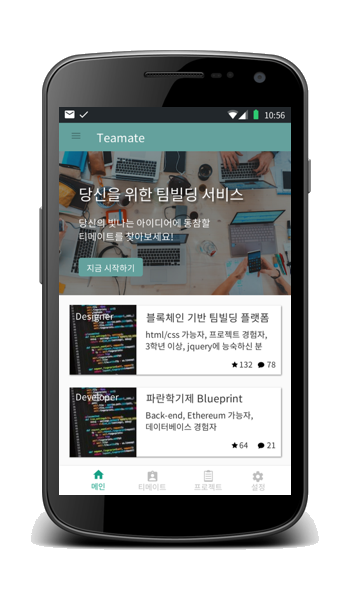 10:56
Teamate
당신을 위한 팀빌딩 서비스
당신의 빛나는 아이디어에 동참할
티메이트를 찾아보세요!
지금 시작하기
Designer
블록체인 기반 팀빌딩 플랫폼
html/css 가능자, 프로젝트 경험자,
3학년 이상, jquery에 능숙하신 분
132 78
Developer
파란학기제 Blueprint
Back-end, Ethereum 가능자,
데이터베이스 경험자
64 21
메인 티메이트 프로젝트 설정